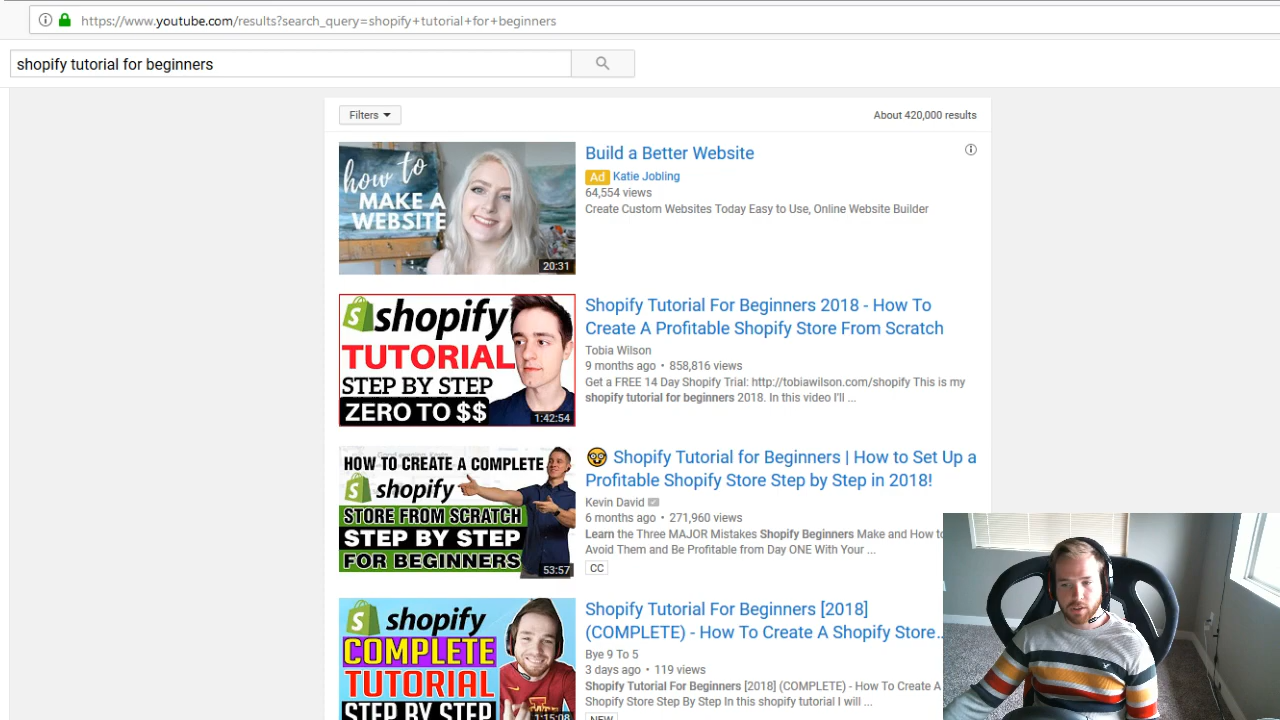 https://www.youtube.com/results?search_query=shopify+tutorial+for+beginners
shopify tutorial for beginners
Filters
About 420,000 results
how to
MAKE A
WEBSITE
20:31
Build a Better Website
Ad Katie Jobling
64,554 views
Create Custom Websites Today Easy to Use, Online Website Builder
shopify
TUTORIAL
STEP BY STEP
ZERO TO $$
1:42:54
Shopify Tutorial For Beginners 2018 - How To
Create A Profitable Shopify Store From Scratch
Tobia Wilson
9 months ago • 858,816 views
Get a FREE 14 Day Shopify Trial: http://tobiawilson.com/shopify This is my
shopify tutorial for beginners 2018. In this video I'll ...
HOW TO CREATE A COMPLETE
shopify
STORE FROM SCRATCH
STEP BY STEP
FOR BEGINNERS
53:57
🤓 Shopify Tutorial for Beginners | How to Set Up a
Profitable Shopify Store Step by Step in 2018!
Kevin David
6 months ago • 271,960 views
Learn the Three MAJOR Mistakes Shopify Beginners Make and How to
Avoid Them and Be Profitable from Day ONE With Your ...
CC
shopify
COMPLETE
TUTORIAL
STEP BY STEP
1:15:08
Shopify Tutorial For Beginners [2018]
(COMPLETE) - How To Create A Shopify Store...
Bye 9 To 5
3 days ago • 119 views
Shopify Tutorial For Beginners [2018] (COMPLETE) - How To Create A
Shopify Store Step By Step In this shopify tutorial I will ...
NEW